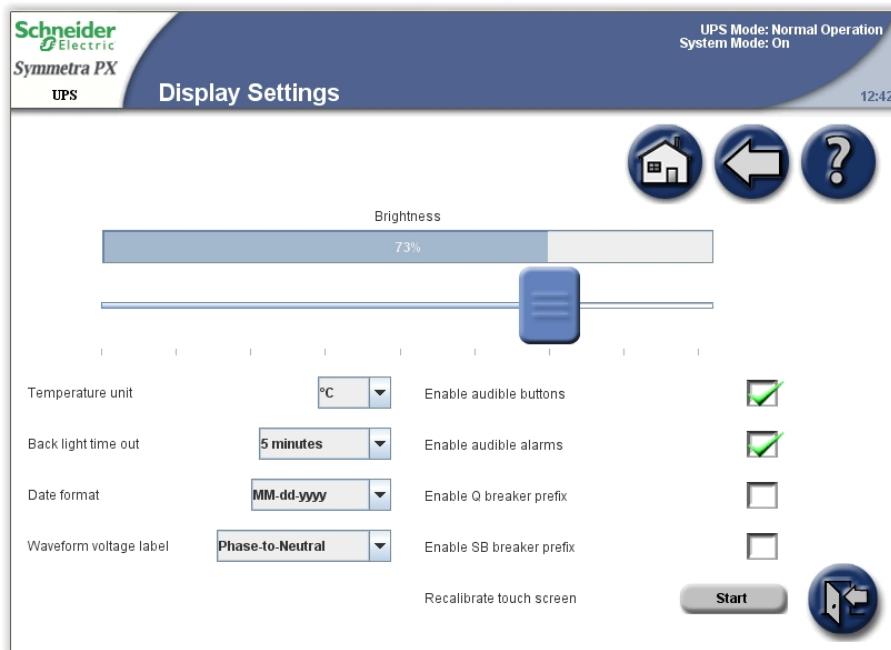 Schneider
Electric
Symmetra PX
UPS
Display Settings
UPS Mode: Normal Operation
System Mode: On
12:42
?
Brightness
73%
Temperature unit
°C
Enable audible buttons
Back light time out
5 minutes
Enable audible alarms
Date format
MM-dd-yyyy
Enable Q breaker prefix
Waveform voltage label
Phase-to-Neutral
Enable SB breaker prefix
Recalibrate touch screen
Start